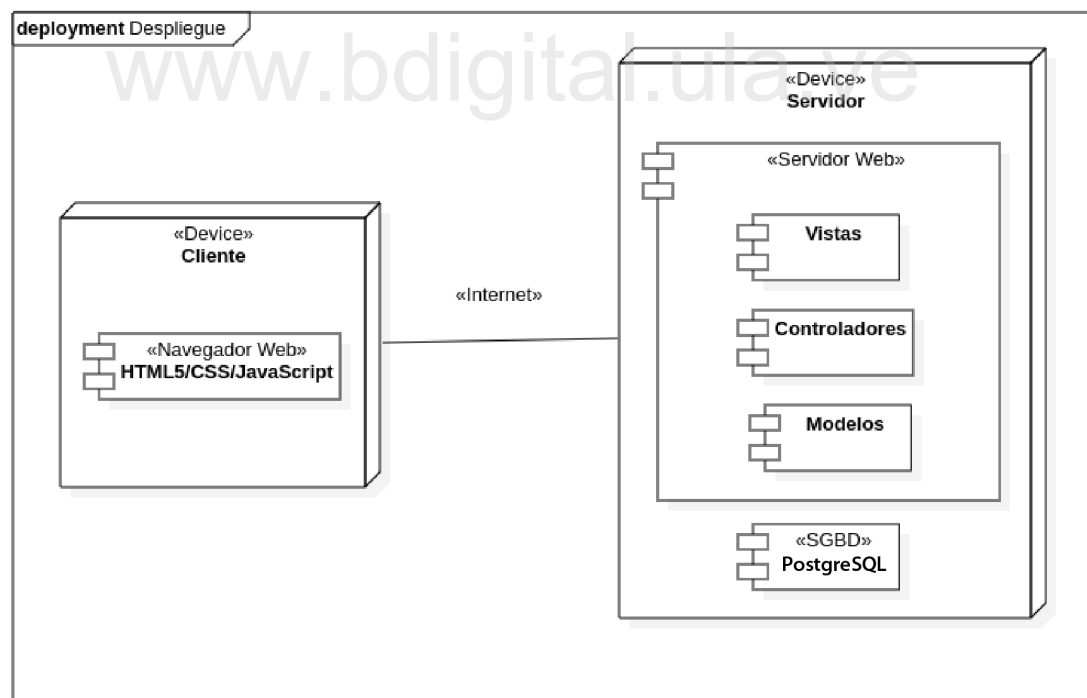 deployment Despliegue
www.bdigital.ula.ve
«Device»
Servidor
«Servidor Web»
Vistas
Controladores
Modelos
«SGBD»
PostgreSQL
«Device»
Cliente
«Navegador Web»
HTML5/CSS/JavaScript
«Internet»